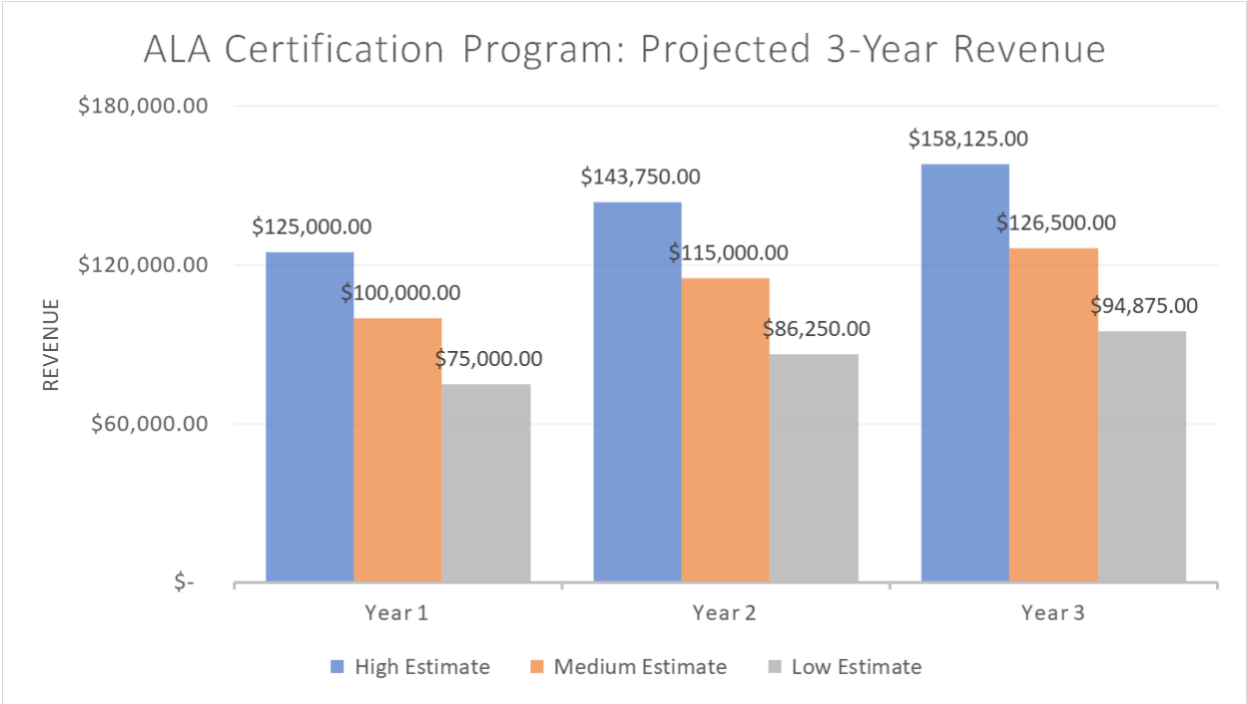 ALA Certification Program: Projected 3-Year Revenue
$180,000.00
$120,000.00
$60,000.00
$-
REVENUE
$125,000.00
$100,000.00
$75,000.00
$143,750.00
$115,000.00
$86,250.00
$158,125.00
$126,500.00
$94,875.00
Year 1
Year 2
Year 3
High Estimate
Medium Estimate
Low Estimate